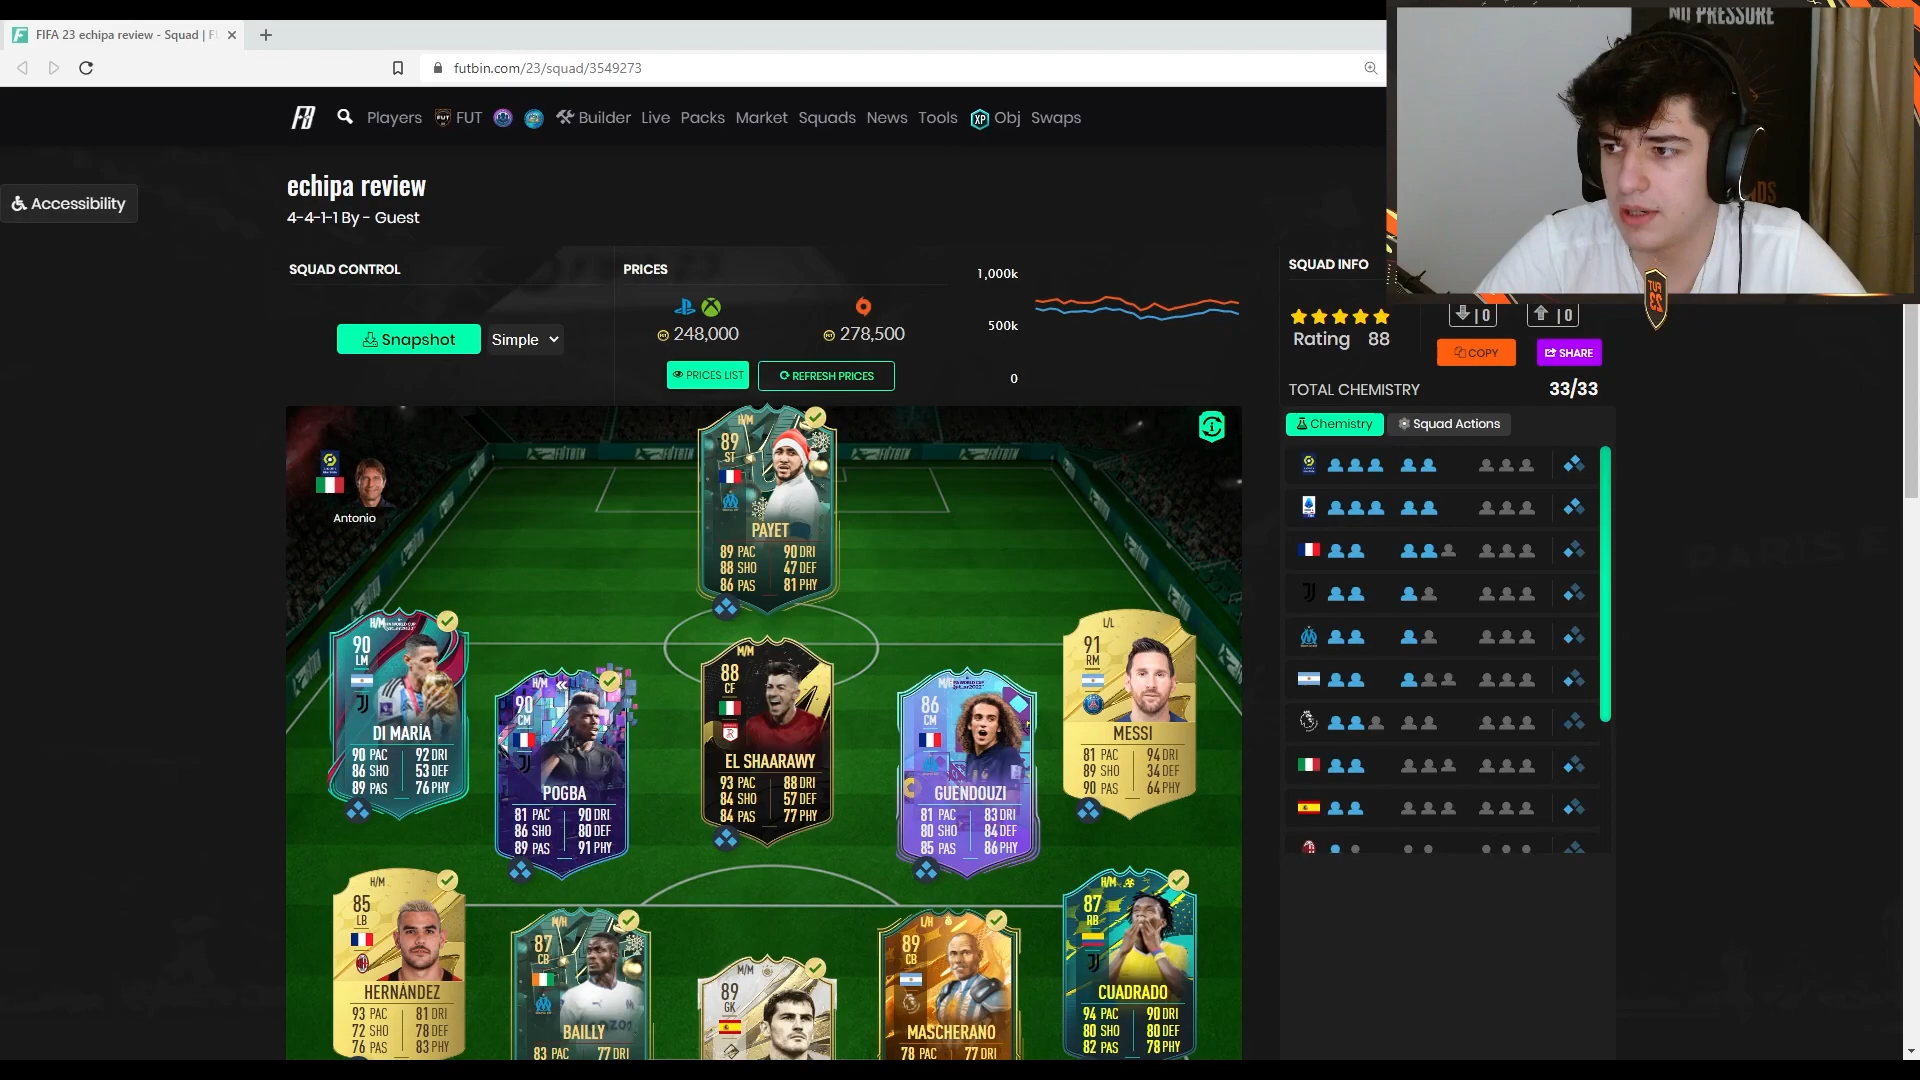 FIFA 23 echipa review - Squad | FU
futbin.com/23/squad/3549273
NO PRESSURE
Players FUT Builder Live Packs Market Squads News Tools XP Obj Swaps
Accessibility
echipa review
4-4-1-1 By - Guest
SQUAD CONTROL
Snapshot Simple
PRICES
248,000 278,500
PRICES LIST REFRESH PRICES
1,000k
500k
0
SQUAD INFO
Rating 88
0 0
COPY SHARE
TOTAL CHEMISTRY 33/33
Chemistry Squad Actions
FUT 23
Antonio
FUTBIN
H/M
89
ST
PAYET
89 PAC 90 DRI
88 SHO 47 DEF
86 PAS 81 PHY
H/M
90
LM
DI MARÍA
90 PAC 92 DRI
86 SHO 53 DEF
89 PAS 76 PHY
H/M
90
CM
POGBA
81 PAC 90 DRI
86 SHO 80 DEF
89 PAS 91 PHY
M/M
88
CF
EL SHAARAWY
93 PAC 88 DRI
84 SHO 57 DEF
84 PAS 77 PHY
86
CM
GUENDOUZI
81 PAC 83 DRI
80 SHO 84 DEF
85 PAS 86 PHY
L/L
91
RM
MESSI
81 PAC 94 DRI
89 SHO 34 DEF
90 PAS 64 PHY
H/M
85
LB
HERNÁNDEZ
93 PAC 81 DRI
72 SHO 78 DEF
76 PAS 83 PHY
M/H
87
CB
BAILLY
83 PAC 77 DRI
M/M
89
GK
L/H
89
CB
MASCHERANO
78 PAC 77 DRI
H/M
87
RB
CUADRADO
94 PAC 90 DRI
80 SHO 80 DEF
82 PAS 78 PHY